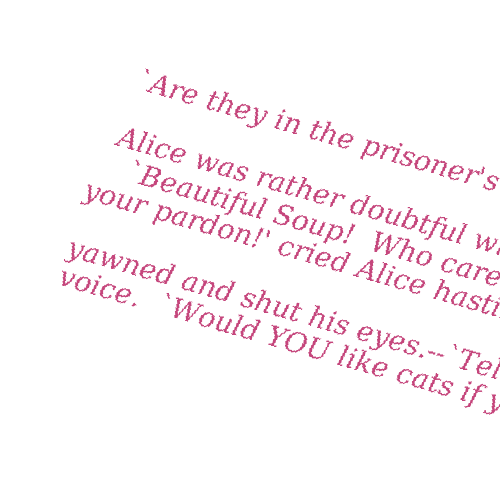 `Are they in the prisoner's
Alice was rather doubtful
`Beautiful Soup!  Who care
your pardon!' cried Alice
yawned and shut his eyes.--`Tel
voice.  `Would YOU like cats if